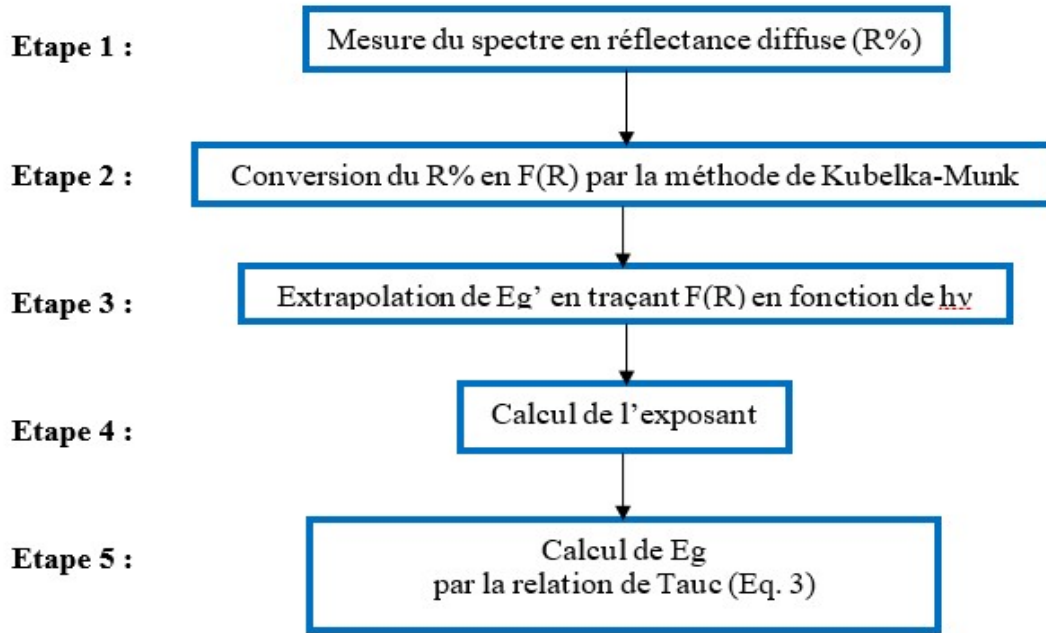 Etape 1 :
Mesure du spectre en réflectance diffuse (R%)
Etape 2 :
Conversion du R% en F(R) par la méthode de Kubelka-Munk
Etape 3 :
Extrapolation de Eg’ en traçant F(R) en fonction de hν
Etape 4 :
Calcul de l’exposant
Etape 5 :
Calcul de Eg
par la relation de Tauc (Eq. 3)